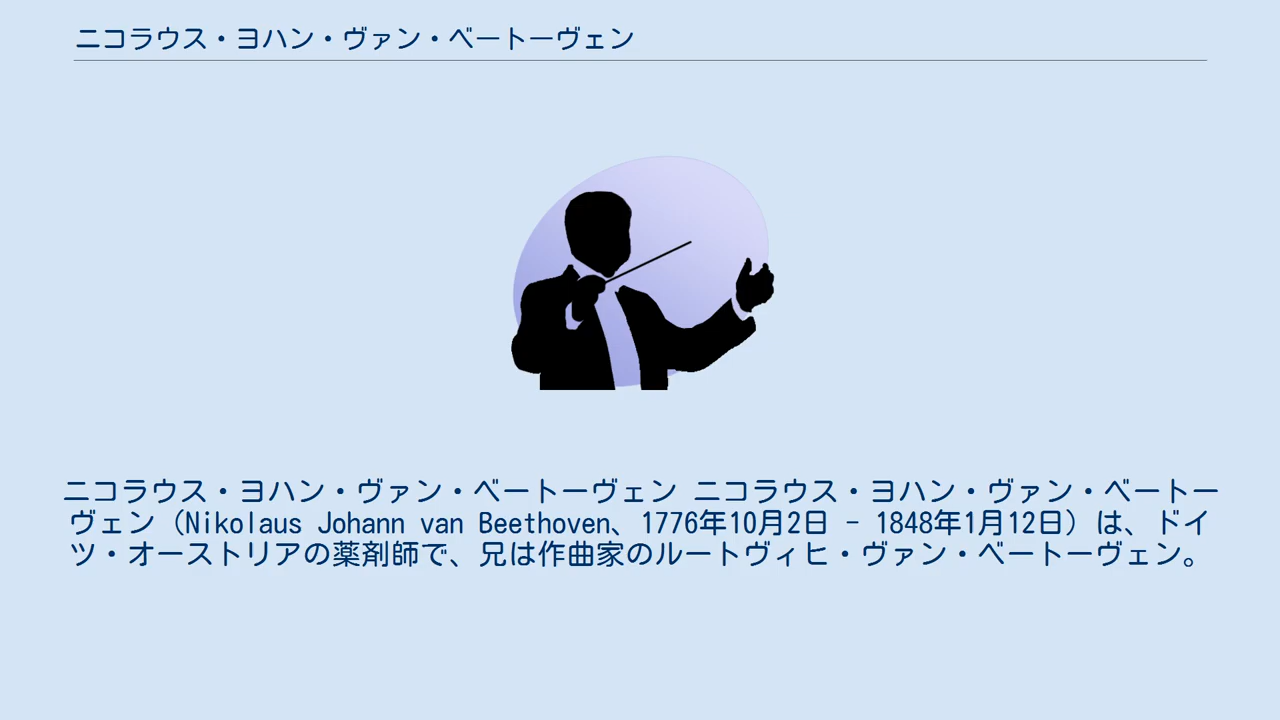 ニコラウス・ヨハン・ヴァン・ベートーヴェン
ニコラウス・ヨハン・ヴァン・ベートーヴェン ニコラウス・ヨハン・ヴァン・ベートー
ヴェン（Nikolaus Johann van Beethoven、1776年10月2日 - 1848年1月12日）は、ドイ
ツ・オーストリアの薬剤師で、兄は作曲家のルートヴィヒ・ヴァン・ベートーヴェン。